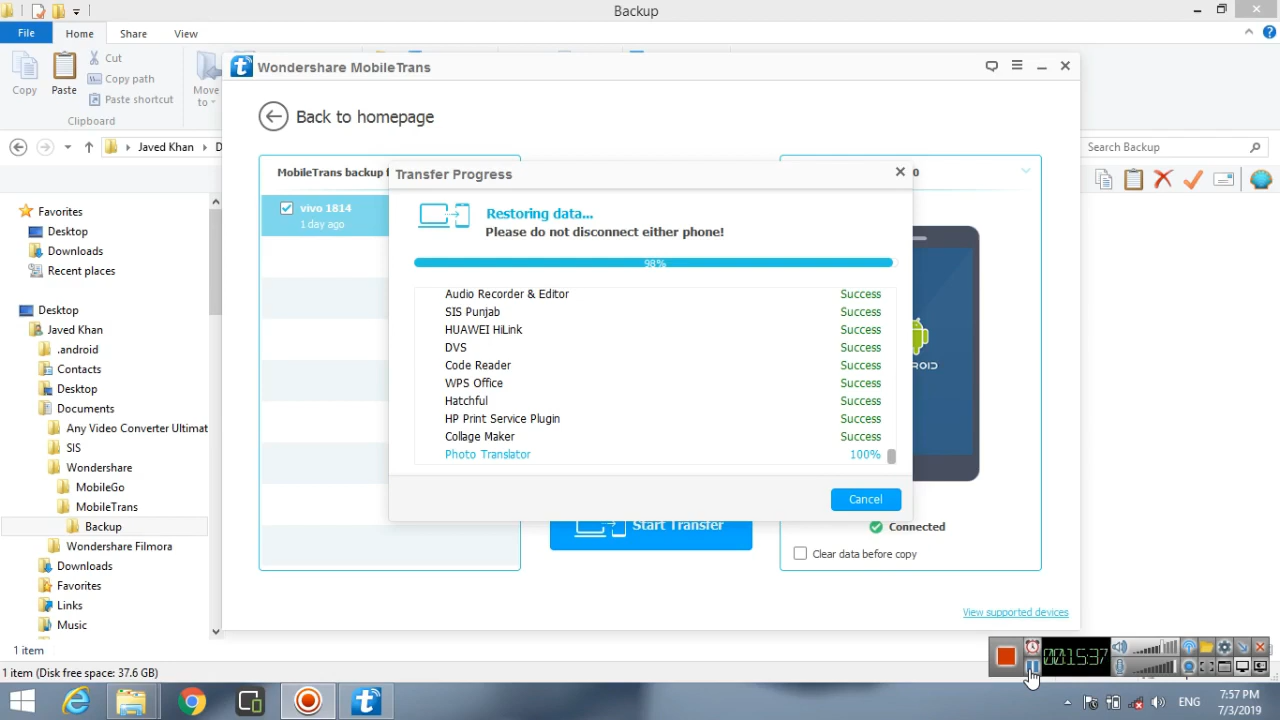 Backup
File Home Share View
Wondershare MobileTrans
Cut
Copy path
Paste shortcut
Copy Paste Move
to
Clipboard
Back to homepage
Javed Khan
Search Backup
MobileTrans backup
Transfer Progress
Favorites
Desktop
Downloads
Recent places
Desktop
Javed Khan
.android
Contacts
Desktop
Documents
Any Video Converter Ultimat
SIS
Wondershare
MobileGo
MobileTrans
Backup
Wondershare Filmora
Downloads
Favorites
Links
Music
vivo 1814
1 day ago
Restoring data...
Please do not disconnect either phone!
98%
Audio Recorder & Editor Success
SIS Punjab Success
HUAWEI HiLink Success
DVS Success
Code Reader Success
WPS Office Success
Hatchful Success
HP Print Service Plugin Success
Collage Maker Success
Photo Translator 100%
Cancel
OID
Start Transfer
Connected
Clear data before copy
View supported devices
1 item
1 item (Disk free space: 37.6 GB)
00:15:37
ENG
7:57 PM
7/3/2019